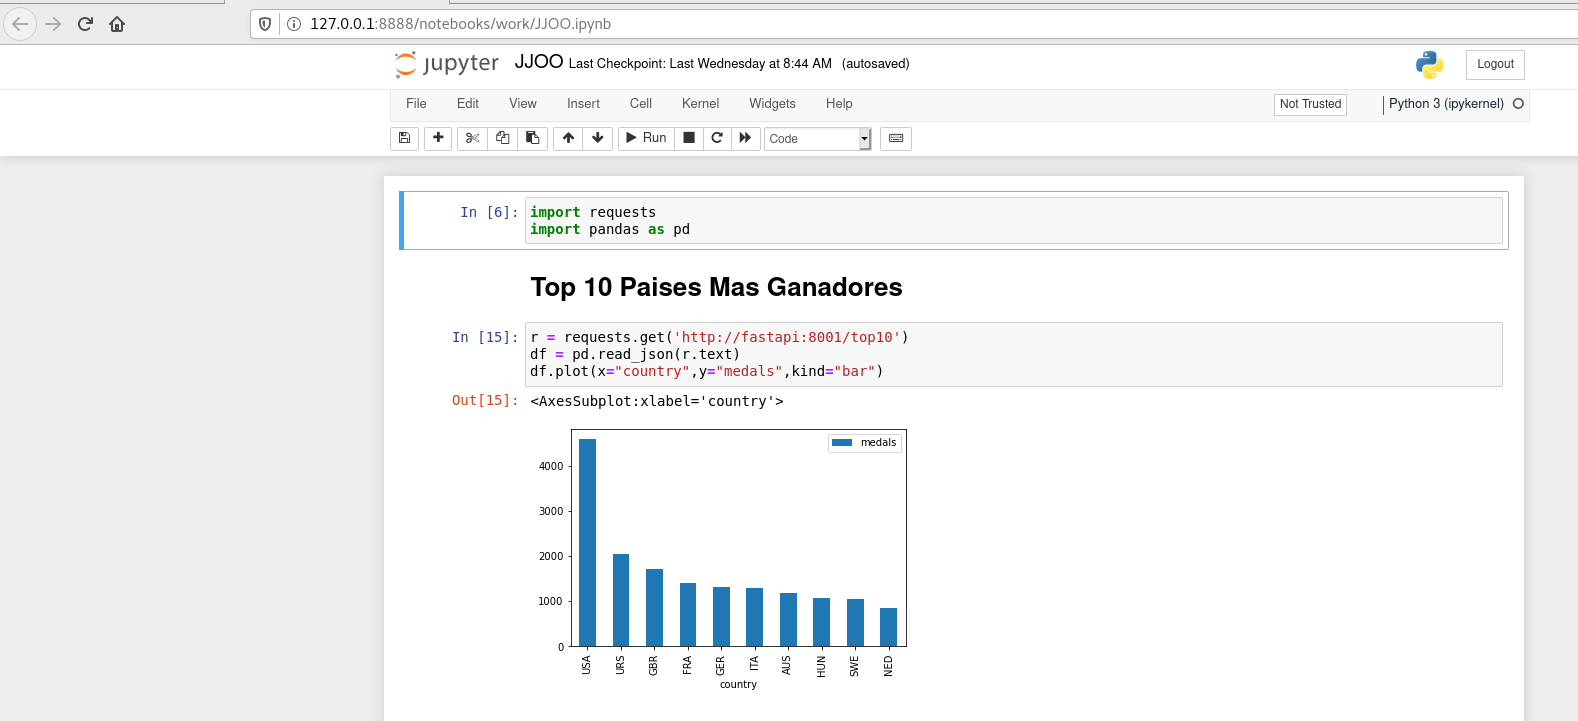 127.0.0.1:8888/notebooks/work/JJOO.ipynb
jupyter JJOO Last Checkpoint: Last Wednesday at 8:44 AM (autosaved)
Logout
File Edit View Insert Cell Kernel Widgets Help
Not Trusted
Python 3 (ipykernel)
Run
Code
In [6]:
import requests
import pandas as pd
Top 10 Paises Mas Ganadores
In [15]:
r = requests.get('http://fastapi:8001/top10')
df = pd.read_json(r.text)
df.plot(x="country",y="medals",kind="bar")
Out[15]:
<AxesSubplot:xlabel='country'>
medals
4000
3000
2000
1000
0
USA URS GBR FRA GER ITA AUS HUN SWE NED
country